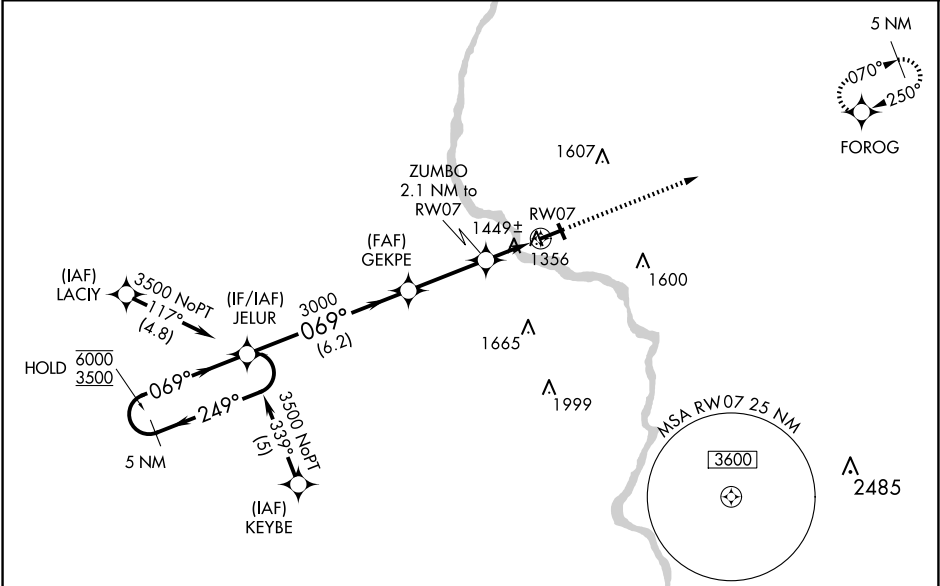 5 NM
070°
250°
FOROG
1607
ZUMBO
2.1 NM to
RW07
RW07
1449±
1356
(FAF)
GEKPE
1600
(IAF)
LACIY
3500 NoPT
117°
(4.8)
(IF/IAF)
JELUR
3000
069°
(6.2)
1665
HOLD
6000
3500
069°
249°
5 NM
3500 NoPT
339°
(5)
(IAF)
KEYBE
1999
MSA RW07 25 NM
3600
2485